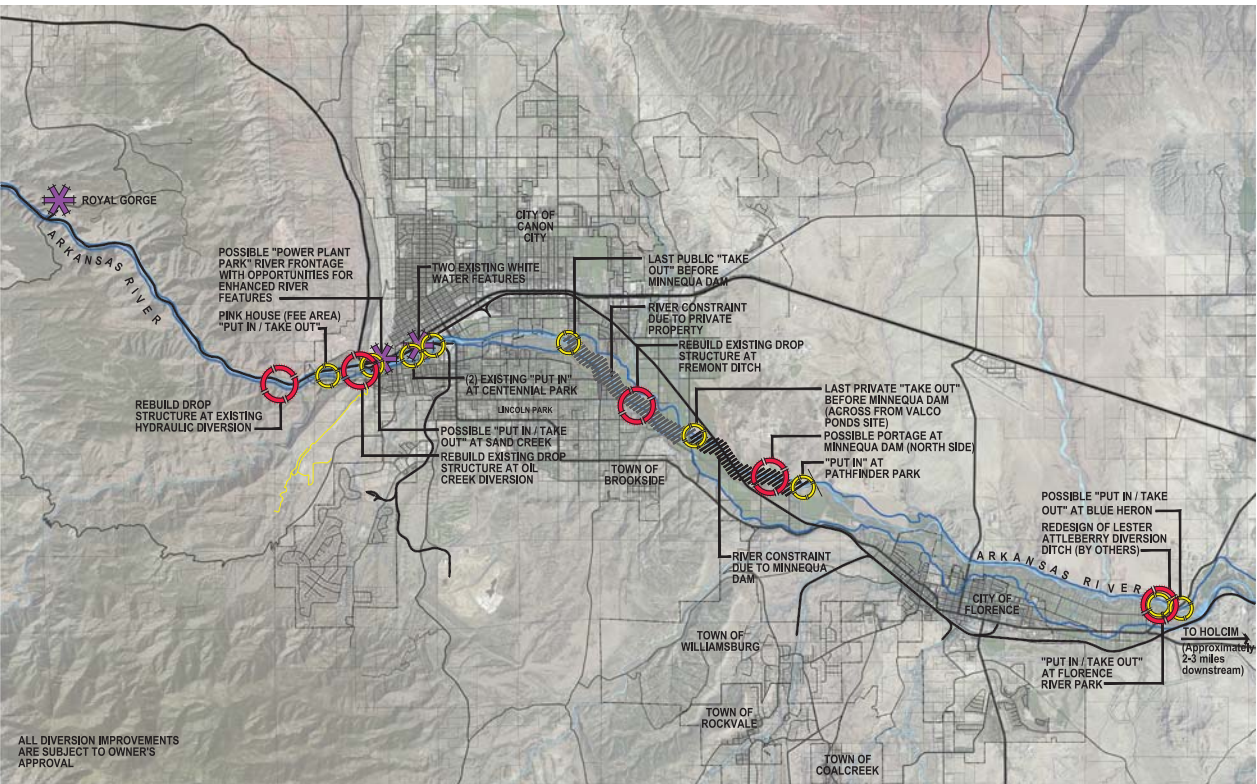 ROYAL GORGE
ARKANSAS RIVER
POSSIBLE "POWER PLANT
PARK" RIVER FRONTAGE
WITH OPPORTUNITIES FOR
ENHANCED RIVER
FEATURES
PINK HOUSE (FEE AREA)
"PUT IN / TAKE OUT"
REBUILD DROP
STRUCTURE AT EXISTING
HYDRAULIC DIVERSION
CITY OF
CANON
CITY
TWO EXISTING WHITE
WATER FEATURES
LAST PUBLIC "TAKE
OUT" BEFORE
MINNEQUA DAM
RIVER CONSTRAINT
DUE TO PRIVATE
PROPERTY
REBUILD EXISTING DROP
STRUCTURE AT
FREMONT DITCH
(2) EXISTING "PUT IN"
AT CENTENNIAL PARK
LINCOLN PARK
POSSIBLE "PUT IN / TAKE
OUT" AT SAND CREEK
REBUILD EXISTING DROP
STRUCTURE AT OIL
CREEK DIVERSION
LAST PRIVATE "TAKE OUT"
BEFORE MINNEQUA DAM
(ACROSS FROM VALCO
PONDS SITE)
POSSIBLE PORTAGE AT
MINNEQUA DAM (NORTH SIDE)
"PUT IN" AT
PATHFINDER PARK
TOWN OF
BROOKSIDE
RIVER CONSTRAINT
DUE TO MINNEQUA
DAM
POSSIBLE "PUT IN / TAKE
OUT" AT BLUE HERON
REDESIGN OF LESTER
ATTLEBERRY DIVERSION
DITCH (BY OTHERS)
ARKANSAS RIVER
CITY OF
FLORENCE
TO HOLCIM
(Approximately
2-3 miles
downstream)
"PUT IN / TAKE OUT"
AT FLORENCE
RIVER PARK
TOWN OF
WILLIAMSBURG
TOWN OF
ROCKVALE
TOWN OF
COALCREEK
ALL DIVERSION IMPROVEMENTS
ARE SUBJECT TO OWNER'S
APPROVAL